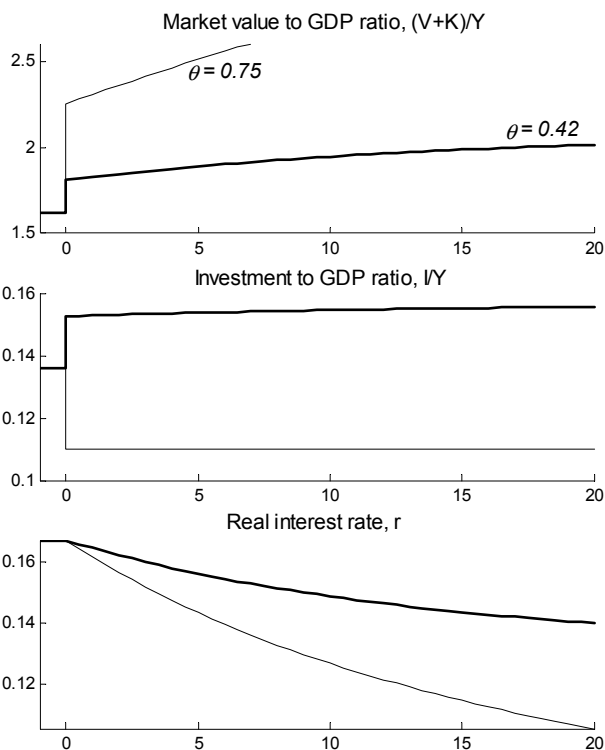 Market value to GDP ratio, (V+K)/Y
2.5
θ = 0.75
θ = 0.42
2
1.5
0 5 10 15 20
Investment to GDP ratio, I/Y
0.16
0.14
0.12
0.1
0 5 10 15 20
Real interest rate, r
0.16
0.14
0.12
0 5 10 15 20